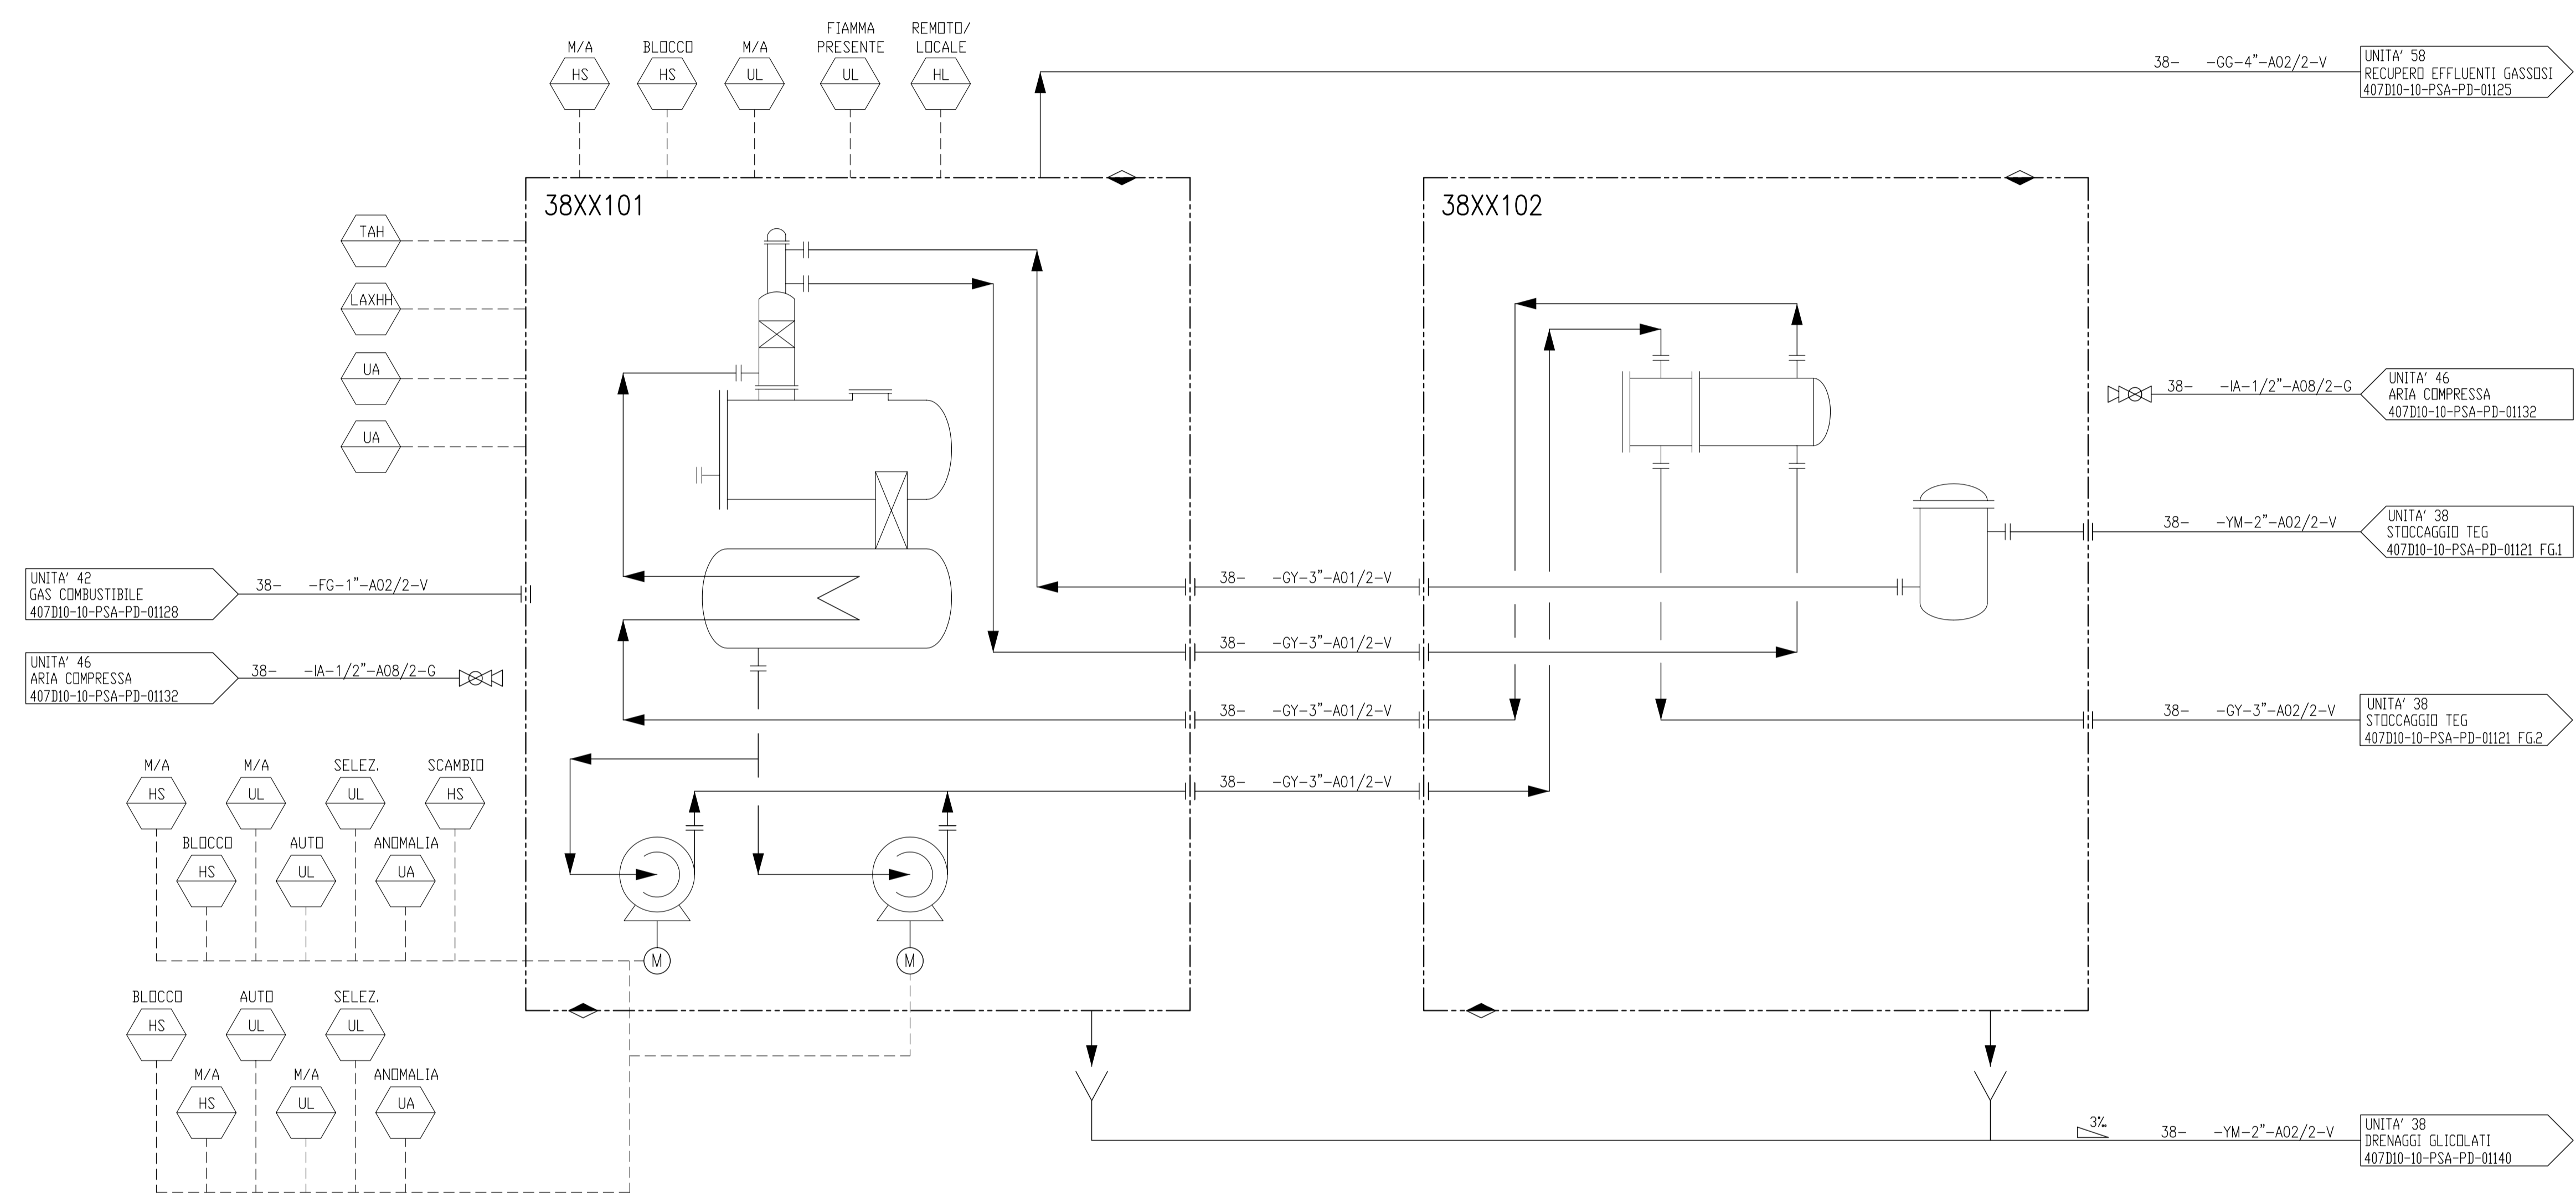 FIAMMA
PRESENTE
REMOTO/
LOCALE
M/A
BLOCCO
M/A
HS
HS
UL
UL
HL
38- -GG-4"-A02/2-V
UNITA' 58
RECUPERO EFFLUENTI GASSOSI
407D10-10-PSA-PD-01125
38XX101
38XX102
TAH
LAXHH
UA
UA
38- -IA-1/2"-A08/2-G
UNITA' 46
ARIA COMPRESSA
407D10-10-PSA-PD-01132
38- -YM-2"-A02/2-V
UNITA' 38
STOCCAGGIO TEG
407D10-10-PSA-PD-01121 FG.1
UNITA' 42
GAS COMBUSTIBILE
407D10-10-PSA-PD-01128
38- -FG-1"-A02/2-V
38- -GY-3"-A01/2-V
UNITA' 46
ARIA COMPRESSA
407D10-10-PSA-PD-01132
38- -IA-1/2"-A08/2-G
38- -GY-3"-A01/2-V
38- -GY-3"-A01/2-V
38- -GY-3"-A02/2-V
UNITA' 38
STOCCAGGIO TEG
407D10-10-PSA-PD-01121 FG.2
38- -GY-3"-A01/2-V
M/A
M/A
SELEZ.
SCAMBIO
HS
UL
UL
HS
BLOCCO
AUTO
ANOMALIA
HS
UL
UA
M
M
BLOCCO
AUTO
SELEZ.
HS
UL
UL
M/A
M/A
ANOMALIA
HS
UL
UA
3‰
38- -YM-2"-A02/2-V
UNITA' 38
DRENAGGI GLICOLATI
407D10-10-PSA-PD-01140